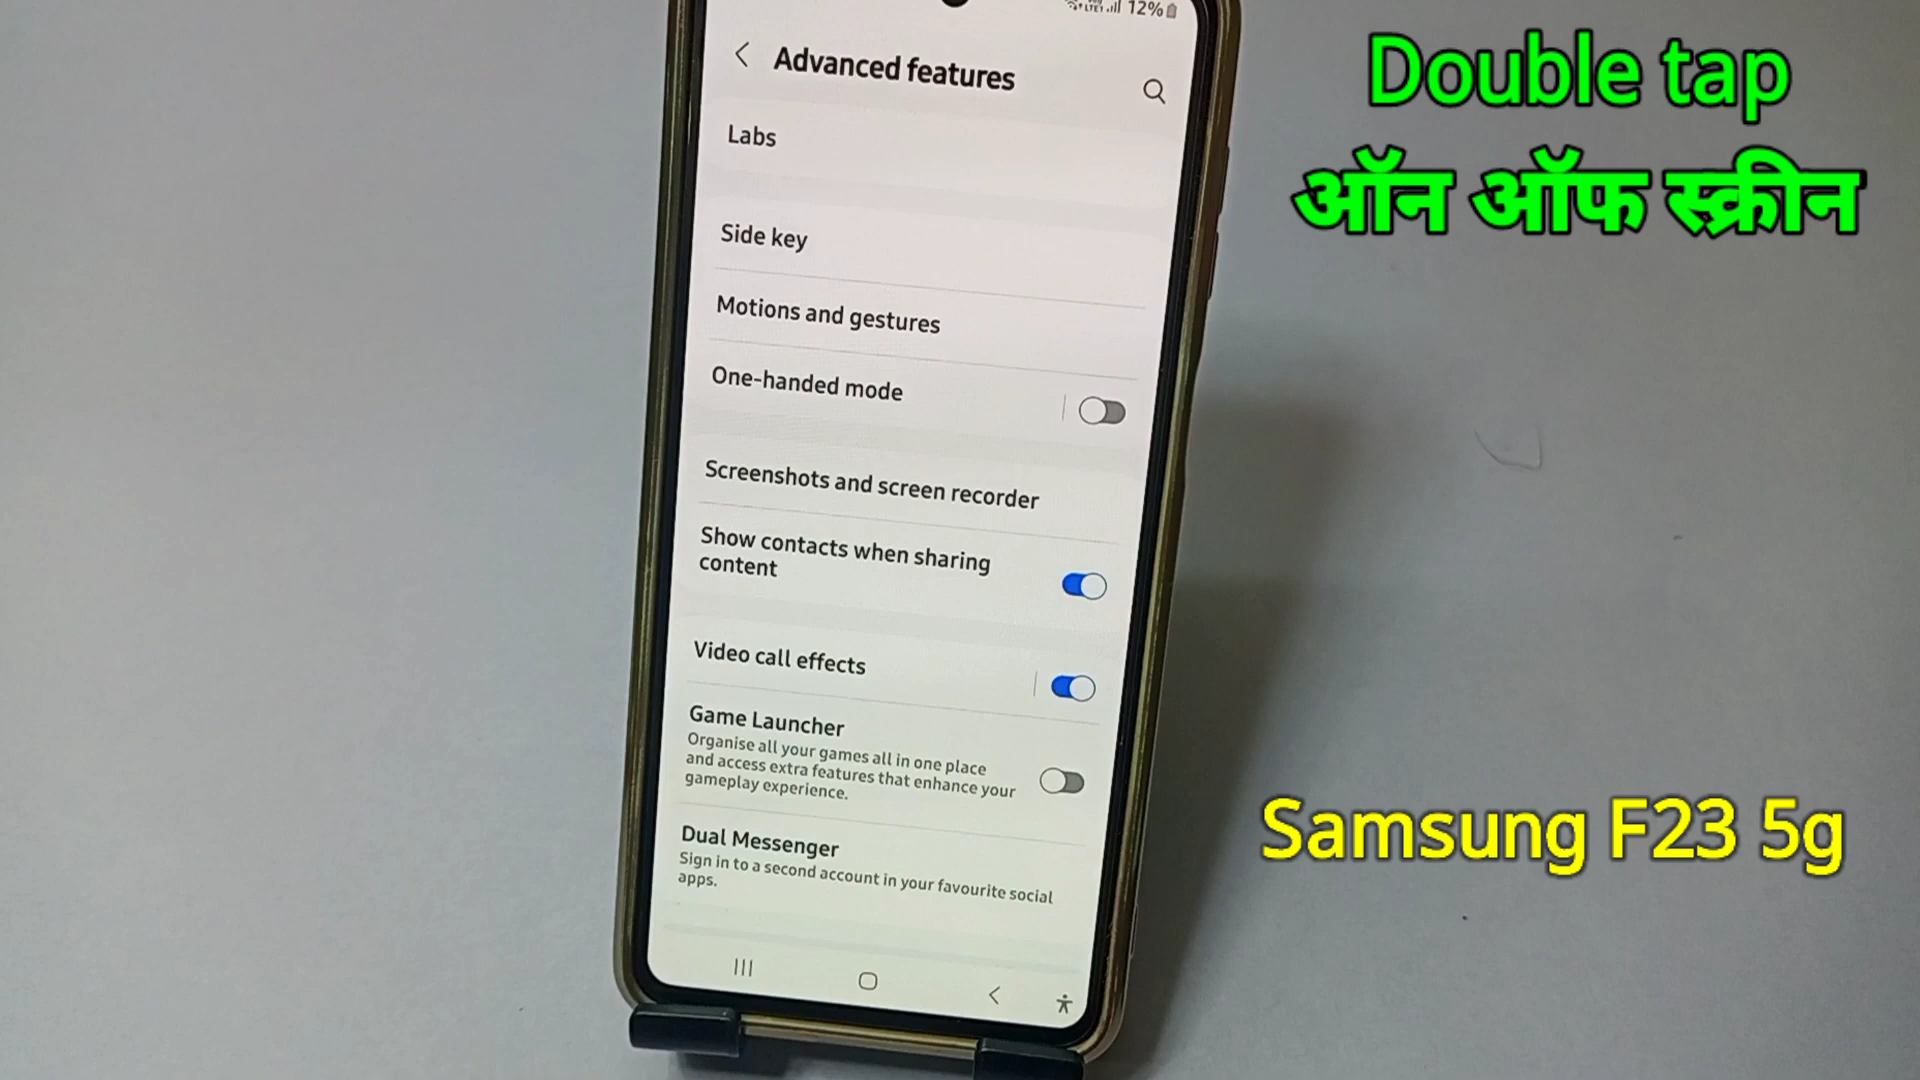 12%
Advanced features
Labs
Side key
Motions and gestures
One-handed mode
Screenshots and screen recorder
Show contacts when sharing
content
Video call effects
Game Launcher
Organise all your games all in one place
and access extra features that enhance your
gameplay experience.
Dual Messenger
Sign in to a second account in your favourite social
apps.
Double tap
ऑन ऑफ स्क्रीन
Samsung F23 5g